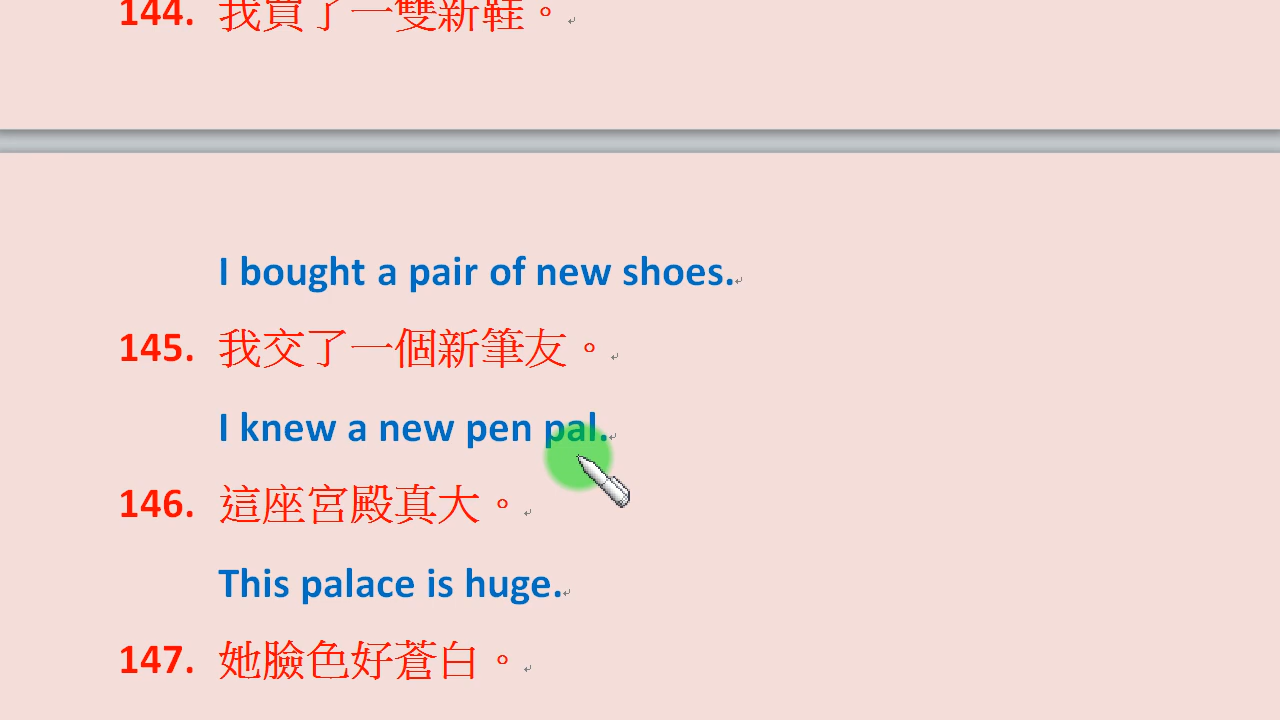 144. 我買了一雙新鞋。
I bought a pair of new shoes.
145. 我交了一個新筆友。
I knew a new pen pal.
146. 這座宮殿真大。
This palace is huge.
147. 她臉色好蒼白。